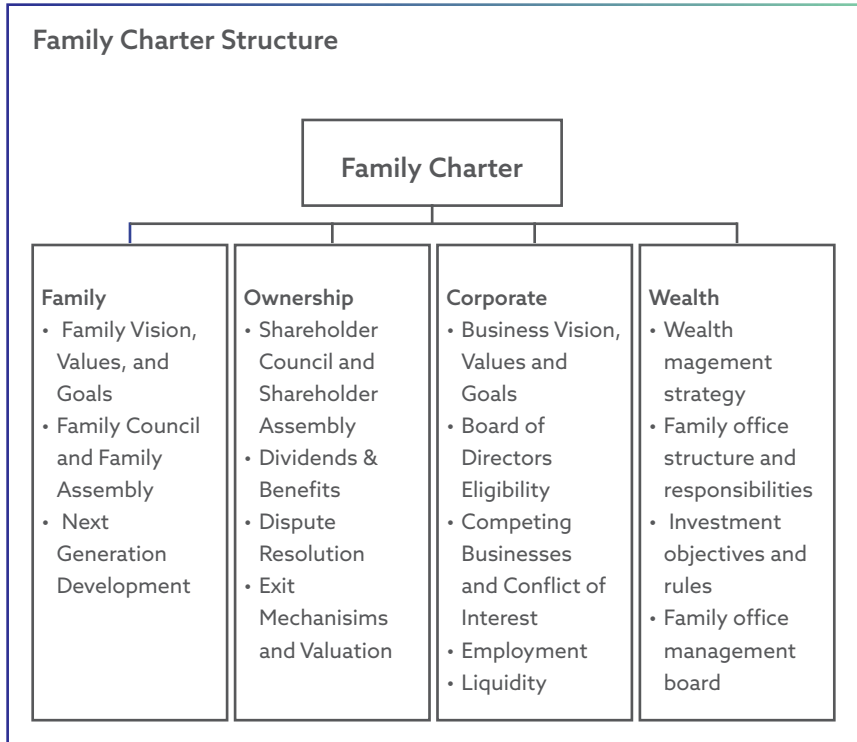 Family Charter Structure
Family Charter
Family
• Family Vision,
Values, and
Goals
• Family Council
and Family
Assembly
• Next
Generation
Development
Ownership
• Shareholder
Council and
Shareholder
Assembly
• Dividends &
Benefits
• Dispute
Resolution
• Exit
Mechanisims
and Valuation
Corporate
• Business Vision,
Values and
Goals
• Board of
Directors
Eligibility
• Competing
Businesses
and Conflict of
Interest
• Employment
• Liquidity
Wealth
• Wealth
magement
strategy
• Family office
structure and
responsibilities
• Investment
objectives and
rules
• Family office
management
board